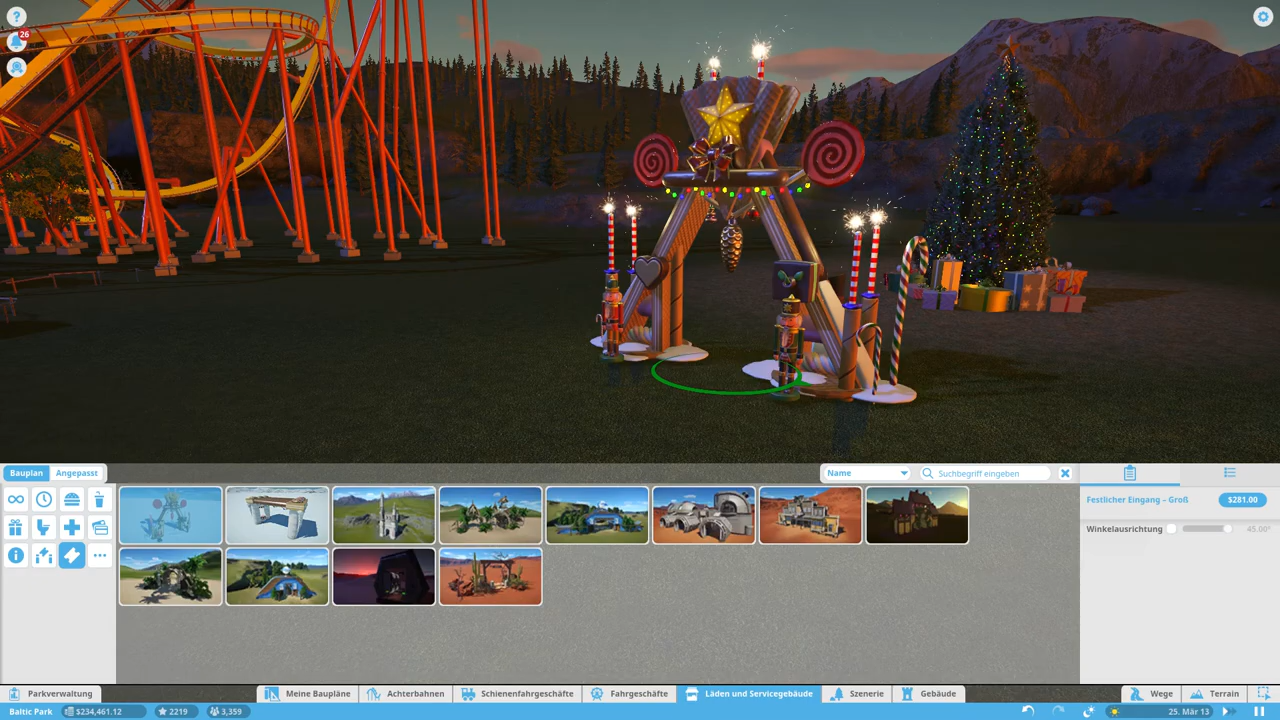 ?
26
Bauplan
Angepasst
Name
Suchbegriff eingeben
Festlicher Eingang – Groß
$281.00
Winkelausrichtung
45.00°
Parkverwaltung
Meine Baupläne
Achterbahnen
Schienenfahrgeschäfte
Fahrgeschäfte
Läden und Servicegebäude
Szenerie
Gebäude
Wege
Terrain
Baltic Park
$234,461.12
2219
3,359
25. Mär 13